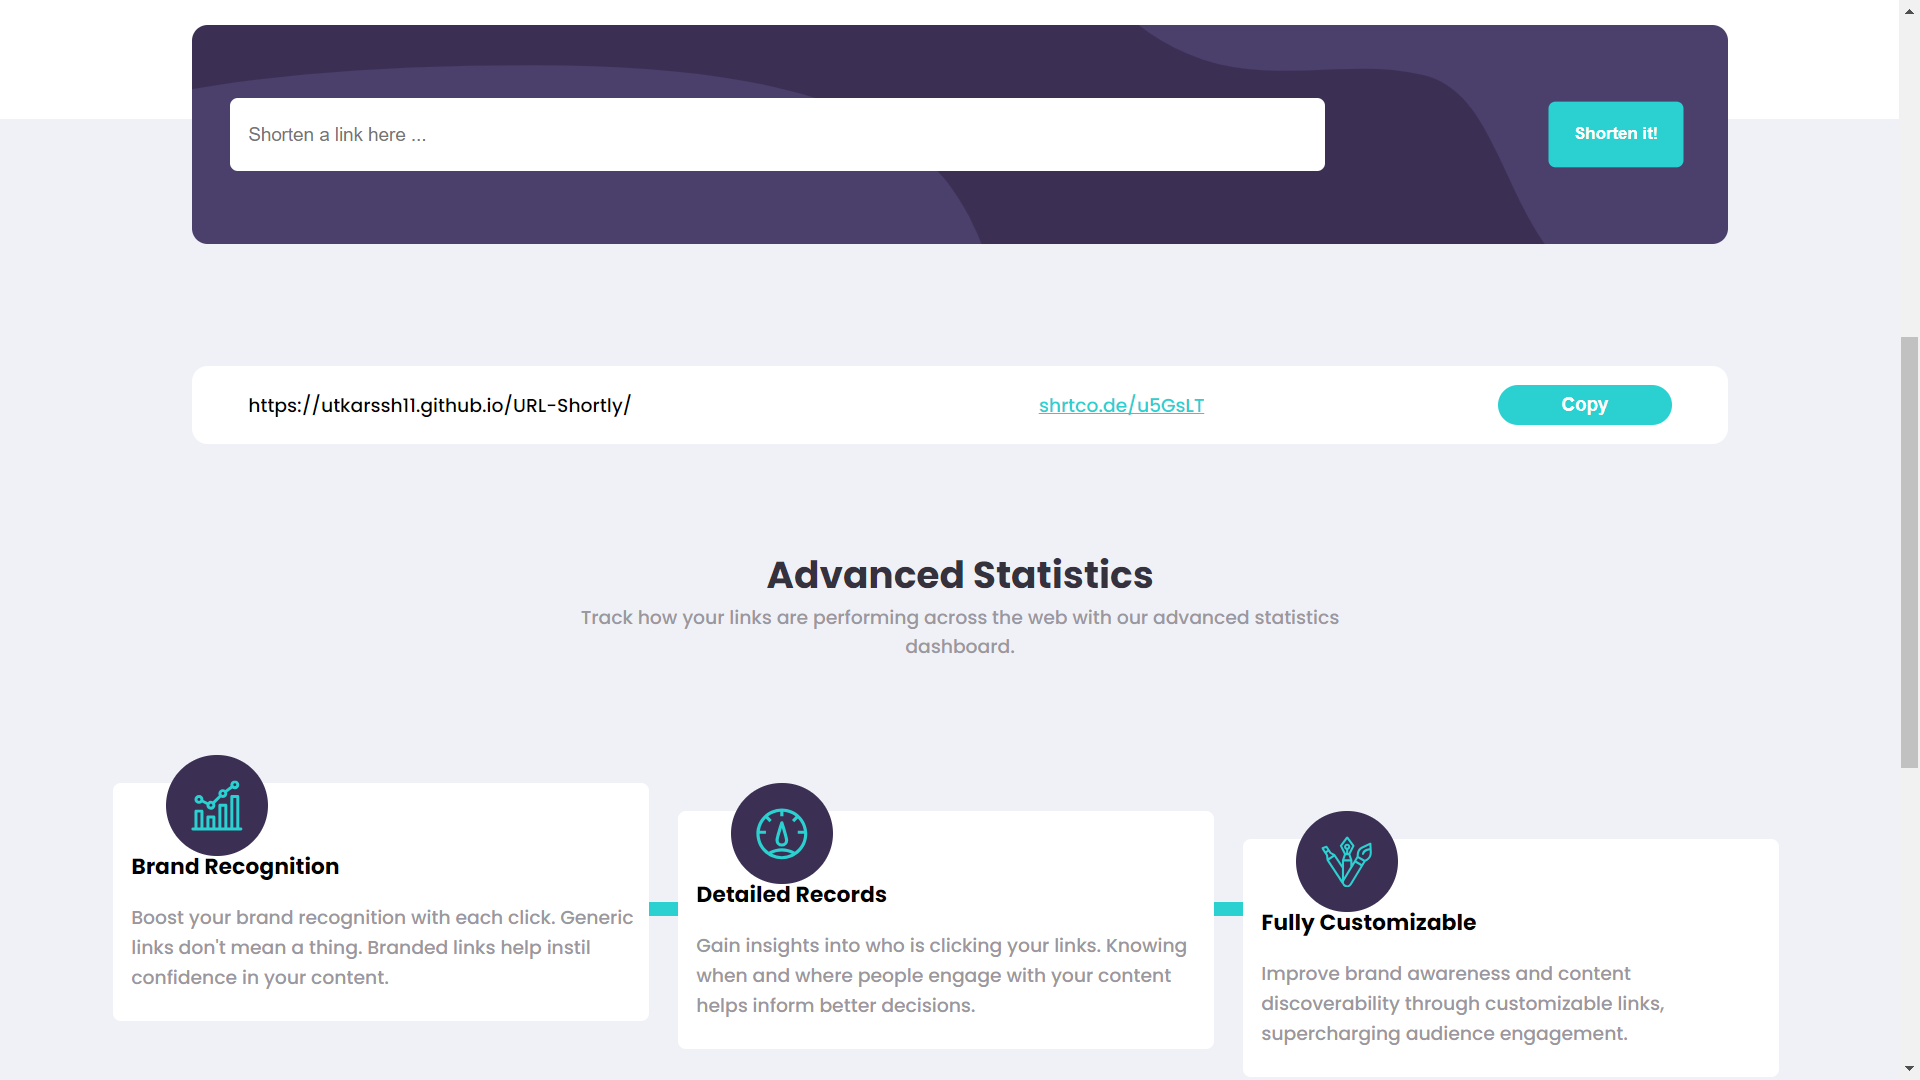 Shorten a link here ...
Shorten it!
https://utkarssh11.github.io/URL-Shortly/
shrtco.de/u5GsLT
Copy
Advanced Statistics
Track how your links are performing across the web with our advanced statistics
dashboard.
Brand Recognition
Boost your brand recognition with each click. Generic
links don't mean a thing. Branded links help instil
confidence in your content.
Detailed Records
Gain insights into who is clicking your links. Knowing
when and where people engage with your content
helps inform better decisions.
Fully Customizable
Improve brand awareness and content
discoverability through customizable links,
supercharging audience engagement.